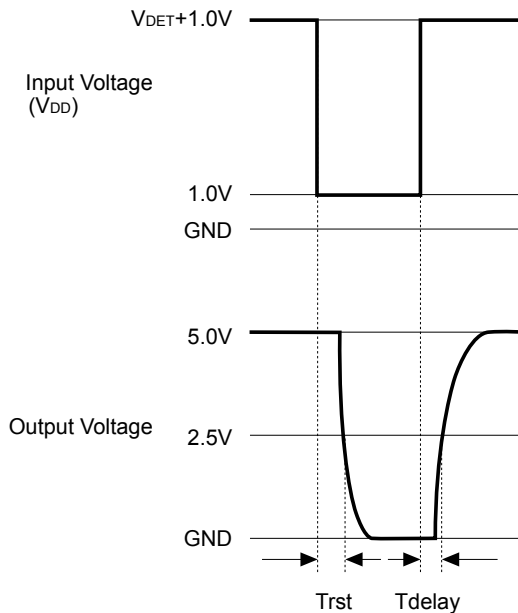 VDET+1.0V
Input Voltage
(VDD)
1.0V
GND
5.0V
Output Voltage
2.5V
GND
Trst
Tdelay